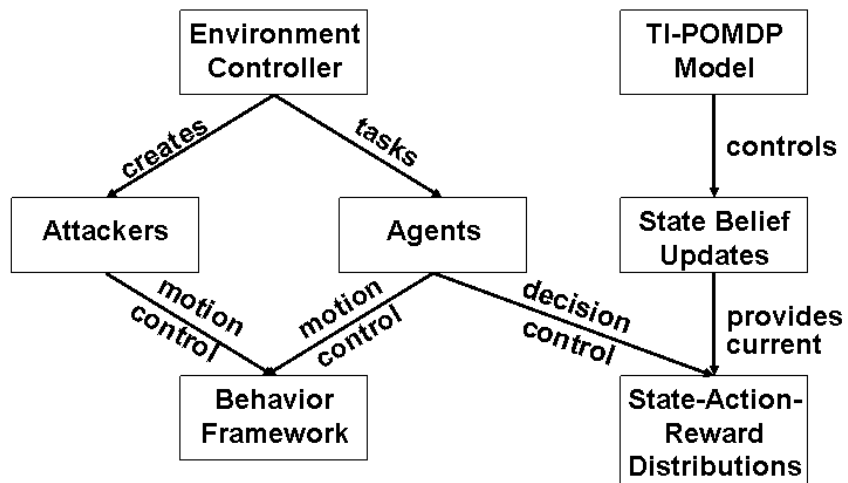 Environment
Controller
TI-POMDP
Model
creates
tasks
controls
Attackers
Agents
State Belief
Updates
motion
control
motion
control
decision
control
provides
current
Behavior
Framework
State-Action-
Reward
Distributions